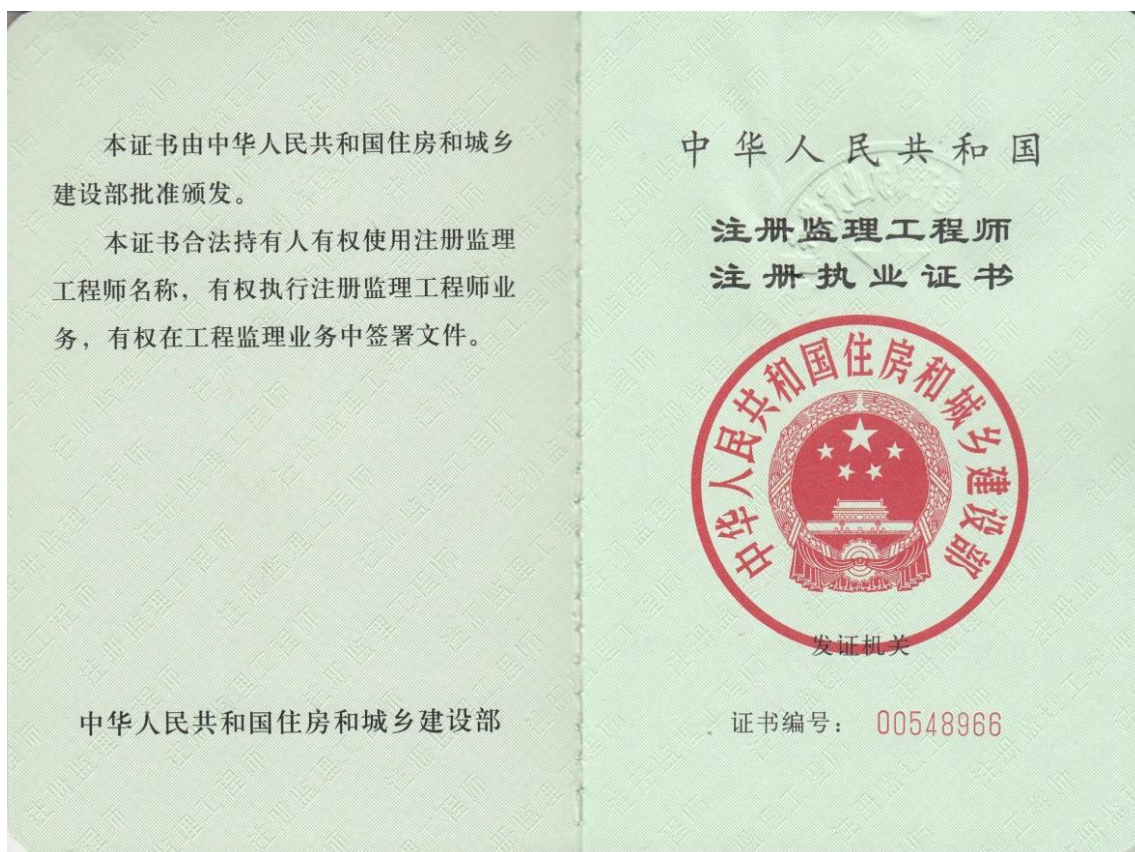 本证书由中华人民共和国住房和城乡
建设部批准颁发。
本证书合法持有人有权使用注册监理
工程师名称，有权执行注册监理工程师业
务，有权在工程监理业务中签署文件。
中华人民共和国住房和城乡建设部
中华人民共和国
注册监理工程师
注册执业证书
中华人民共和国住房和城乡建设部
发证机关
证书编号： 00548966